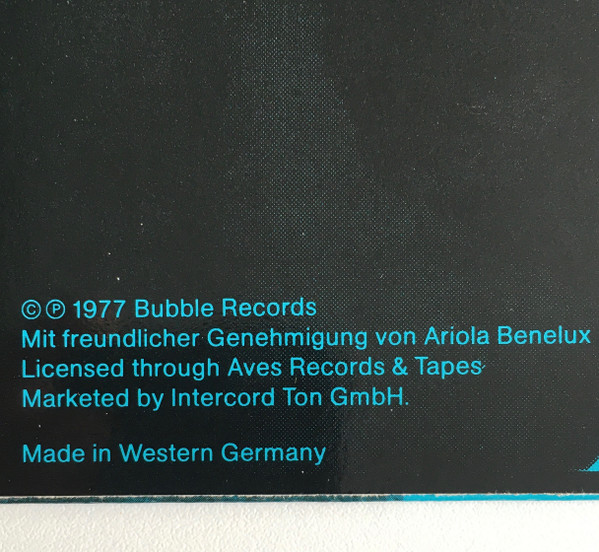 © ℗ 1977 Bubble Records
Mit freundlicher Genehmigung von Ariola Benelux
Licensed through Aves Records & Tapes
Marketed by Intercord Ton GmbH.
Made in Western Germany